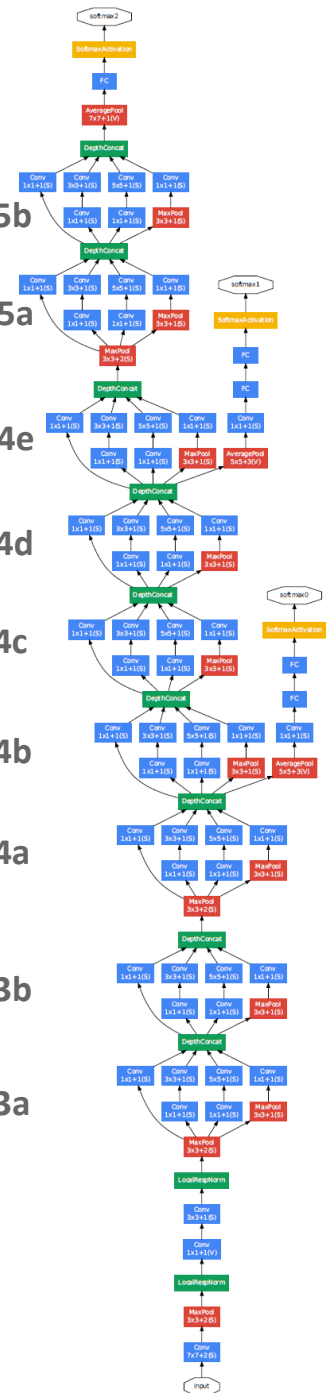 softmax2
SoftmaxActivation
FC
AveragePool
7x7+1(V)
DepthConcat
Conv Conv Conv Conv
1x1+1(S) 3x3+1(S) 5x5+1(S) 1x1+1(S)
5b
Conv Conv MaxPool
1x1+1(S) 1x1+1(S) 3x3+1(S)
DepthConcat
Conv Conv Conv Conv
1x1+1(S) 3x3+1(S) 5x5+1(S) 1x1+1(S)
softmax1
5a
Conv Conv MaxPool
1x1+1(S) 1x1+1(S) 3x3+1(S)
SoftmaxActivation
MaxPool
3x3+2(S)
FC
DepthConcat
FC
Conv Conv Conv Conv Conv
1x1+1(S) 3x3+1(S) 5x5+1(S) 1x1+1(S) 1x1+1(S)
4e
Conv Conv MaxPool AveragePool
1x1+1(S) 1x1+1(S) 3x3+1(S) 5x5+3(V)
DepthConcat
Conv Conv Conv Conv
1x1+1(S) 3x3+1(S) 5x5+1(S) 1x1+1(S)
4d
Conv Conv MaxPool
1x1+1(S) 1x1+1(S) 3x3+1(S)
DepthConcat
softmax0
Conv Conv Conv Conv
1x1+1(S) 3x3+1(S) 5x5+1(S) 1x1+1(S)
SoftmaxActivation
4c
Conv Conv MaxPool
1x1+1(S) 1x1+1(S) 3x3+1(S)
FC
DepthConcat
FC
Conv Conv Conv Conv Conv
1x1+1(S) 3x3+1(S) 5x5+1(S) 1x1+1(S) 1x1+1(S)
4b
Conv Conv MaxPool AveragePool
1x1+1(S) 1x1+1(S) 3x3+1(S) 5x5+3(V)
DepthConcat
Conv Conv Conv Conv
1x1+1(S) 3x3+1(S) 5x5+1(S) 1x1+1(S)
4a
Conv Conv MaxPool
1x1+1(S) 1x1+1(S) 3x3+1(S)
MaxPool
3x3+2(S)
DepthConcat
Conv Conv Conv Conv
1x1+1(S) 3x3+1(S) 5x5+1(S) 1x1+1(S)
3b
Conv Conv MaxPool
1x1+1(S) 1x1+1(S) 3x3+1(S)
DepthConcat
Conv Conv Conv Conv
1x1+1(S) 3x3+1(S) 5x5+1(S) 1x1+1(S)
3a
Conv Conv MaxPool
1x1+1(S) 1x1+1(S) 3x3+1(S)
MaxPool
3x3+2(S)
LocalRespNorm
Conv
3x3+1(S)
Conv
1x1+1(V)
LocalRespNorm
MaxPool
3x3+2(S)
Conv
7x7+2(S)
input